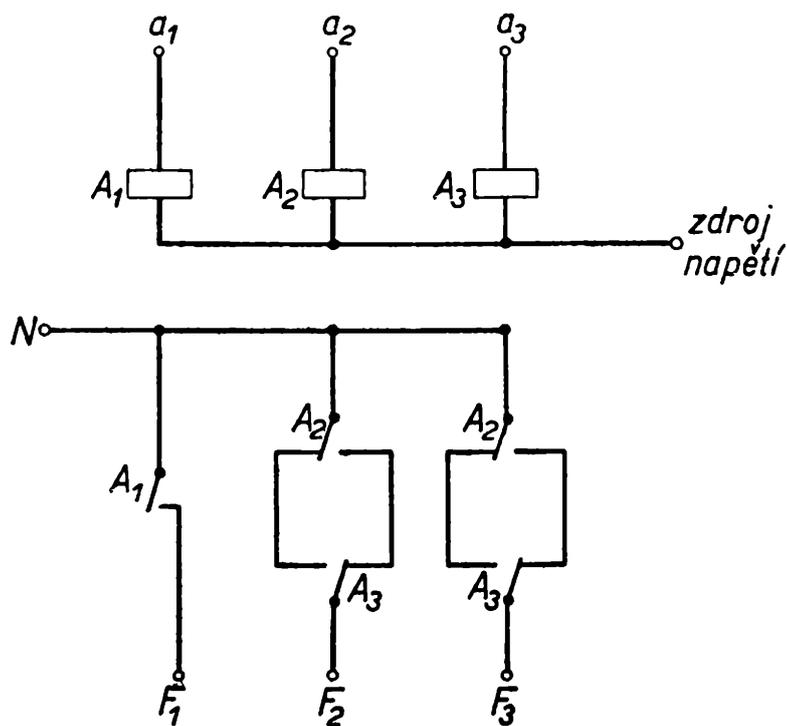 a1 a2 a3
A1 A2 A3
zdroj
napětí
N
A2 A2
A1
A3 A3
F1 F2 F3